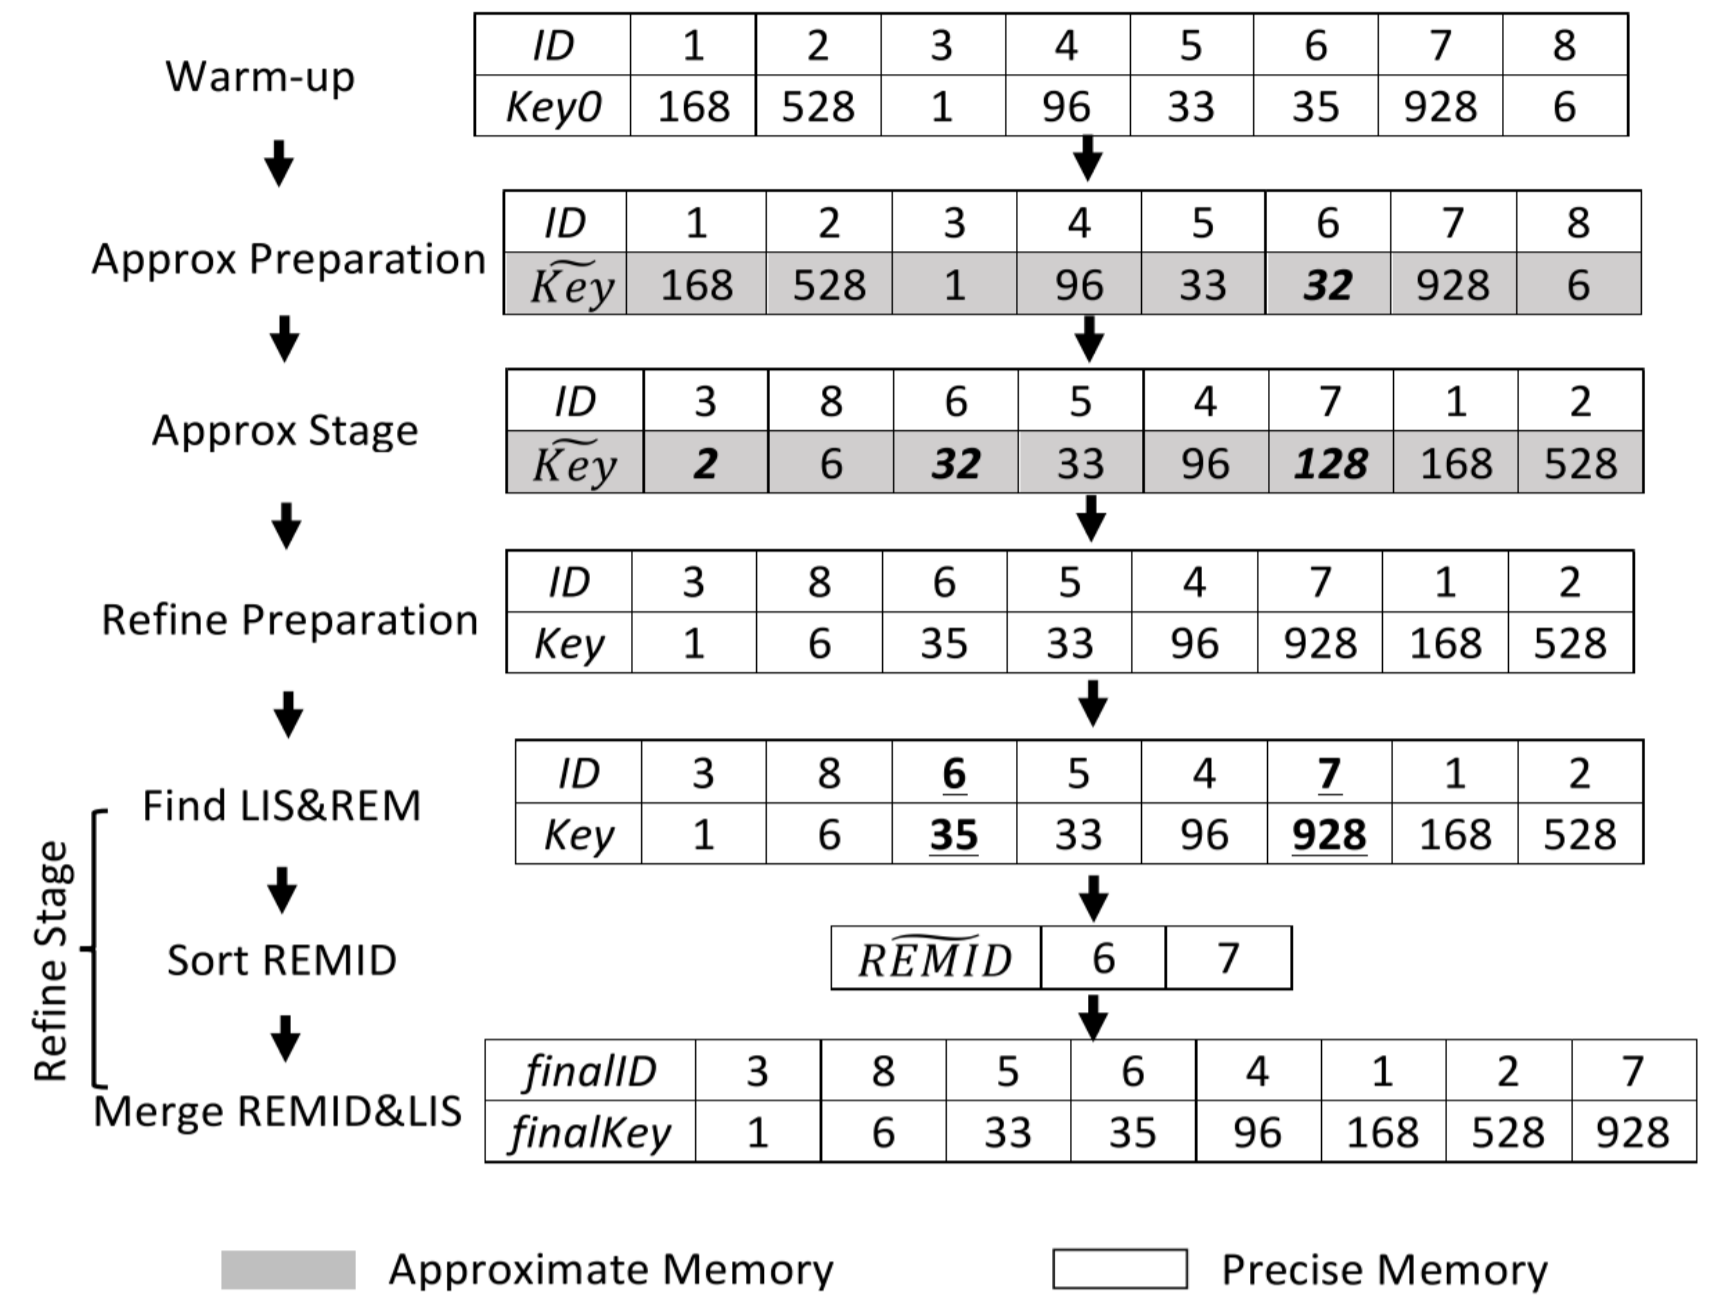 Warm-up
ID 1 2 3 4 5 6 7 8
Key0 168 528 1 96 33 35 928 6
Approx Preparation
ID 1 2 3 4 5 6 7 8
K͠ey 168 528 1 96 33 32 928 6
Approx Stage
ID 3 8 6 5 4 7 1 2
K͠ey 2 6 32 33 96 128 168 528
Refine Preparation
ID 3 8 6 5 4 7 1 2
Key 1 6 35 33 96 928 168 528
Refine Stage
Find LIS&REM
ID 3 8 6 5 4 7 1 2
Key 1 6 35 33 96 928 168 528
Sort REMID
R͠EMID 6 7
Merge REMID&LIS
finalID 3 8 5 6 4 1 2 7
finalKey 1 6 33 35 96 168 528 928
Approximate Memory
Precise Memory